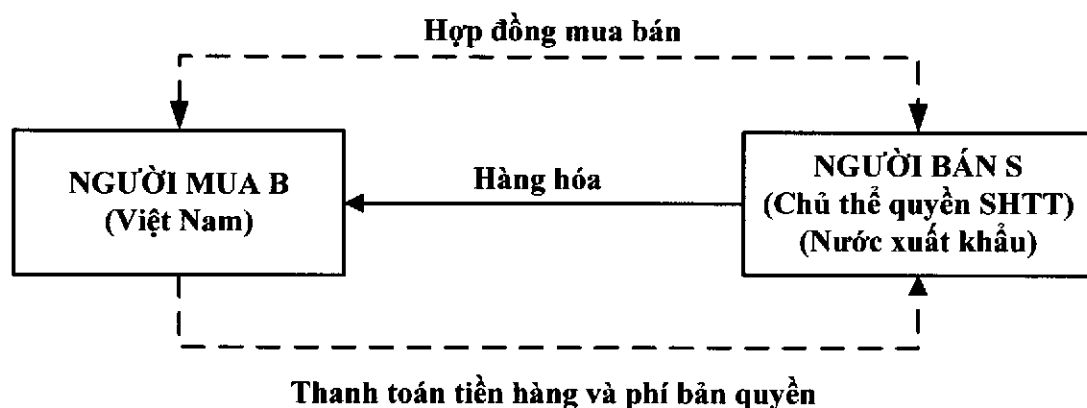 Hợp đồng mua bán
NGƯỜI MUA B
(Việt Nam)
Hàng hóa
NGƯỜI BÁN S
(Chủ thể quyền SHTT)
(Nước xuất khẩu)
Thanh toán tiền hàng và phí bản quyền